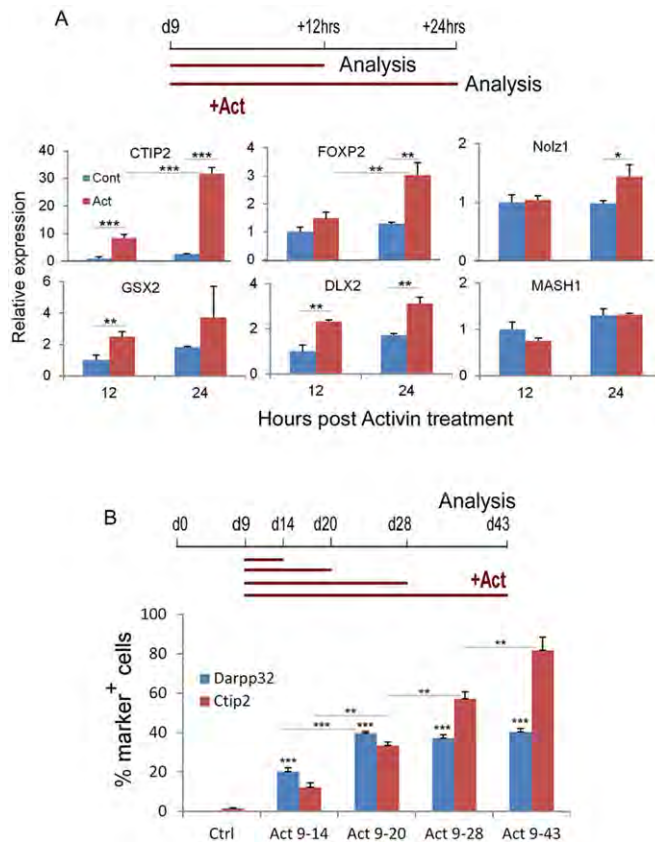 A
d9 +12hrs +24hrs
Analysis
Analysis
+Act
Relative expression
CTIP2 FOXP2 Nolz1
40 4 2
30 3
20 2 1
10 1
0 0 0
Cont
Act
*** *** *** ** ** *
GSX2 DLX2 MASH1
6 4 2
4
2 2 1
0 0 0
** ** **
12 24 12 24 12 24
Hours post Activin treatment
B
Analysis
d0 d9 d14 d20 d28 d43
+Act
% marker+ cells
100
80
60
40
20
0
Darpp32
Ctip2
*** *** ** *** ** *** ** ***
Ctrl Act 9-14 Act 9-20 Act 9-28 Act 9-43